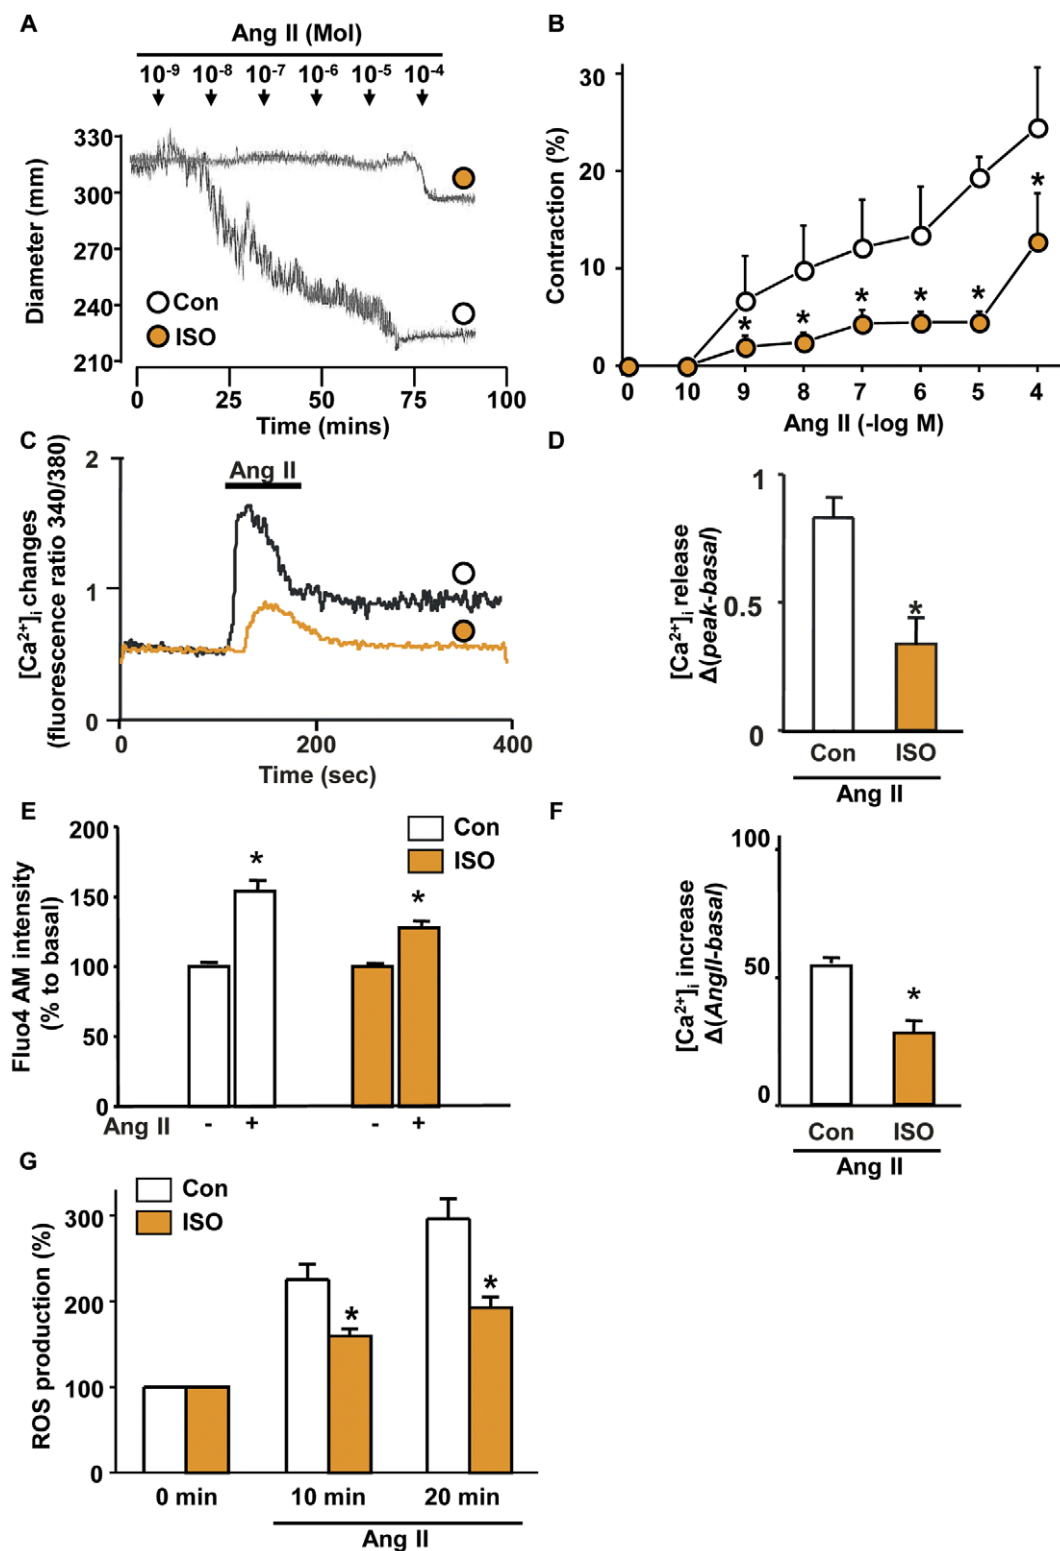 A
Ang II (Mol)
10-9 10-8 10-7 10-6 10-5 10-4
Diameter (mm)
330
300
270
240
210
Con
ISO
0 25 50 75 100
Time (mins)
B
Contraction (%)
30
20
10
0
* * * * * *
0 10 9 8 7 6 5 4
Ang II (-log M)
C
[Ca2+]i changes
(fluorescence ratio 340/380)
2
1
0
Ang II
0 200 400
Time (sec)
D
[Ca2+]i release
Δ(peak-basal)
1
0.5
0
*
Con ISO
Ang II
E
Fluo4 AM intensity
(% to basal)
200
150
100
50
0
Con
ISO
* *
Ang II - + - +
F
[Ca2+]i increase
Δ(AngII-basal)
100
50
0
*
Con ISO
Ang II
G
ROS production (%)
300
200
100
0
Con
ISO
* *
0 min 10 min 20 min
Ang II